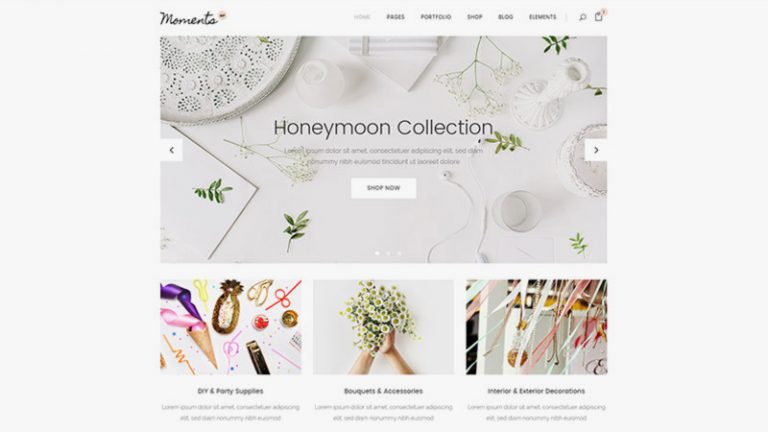 Moments
HOME PAGES PORTFOLIO SHOP BLOG ELEMENTS
Honeymoon Collection
Lorem ipsum dolor sit amet, consectetuer adipiscing elit, sed diam
nonummy nibh euismod tincidunt ut laoreet dolore
SHOP NOW
DIY & Party Supplies
Lorem ipsum dolor sit amet, consectetuer adipiscing
elit, sed diam nonummy nibh euismod
Bouquets & Accessories
Lorem ipsum dolor sit amet, consectetuer adipiscing
elit, sed diam nonummy nibh euismod
Interior & Exterior Decorations
Lorem ipsum dolor sit amet, consectetuer adipiscing
elit, sed diam nonummy nibh euismod